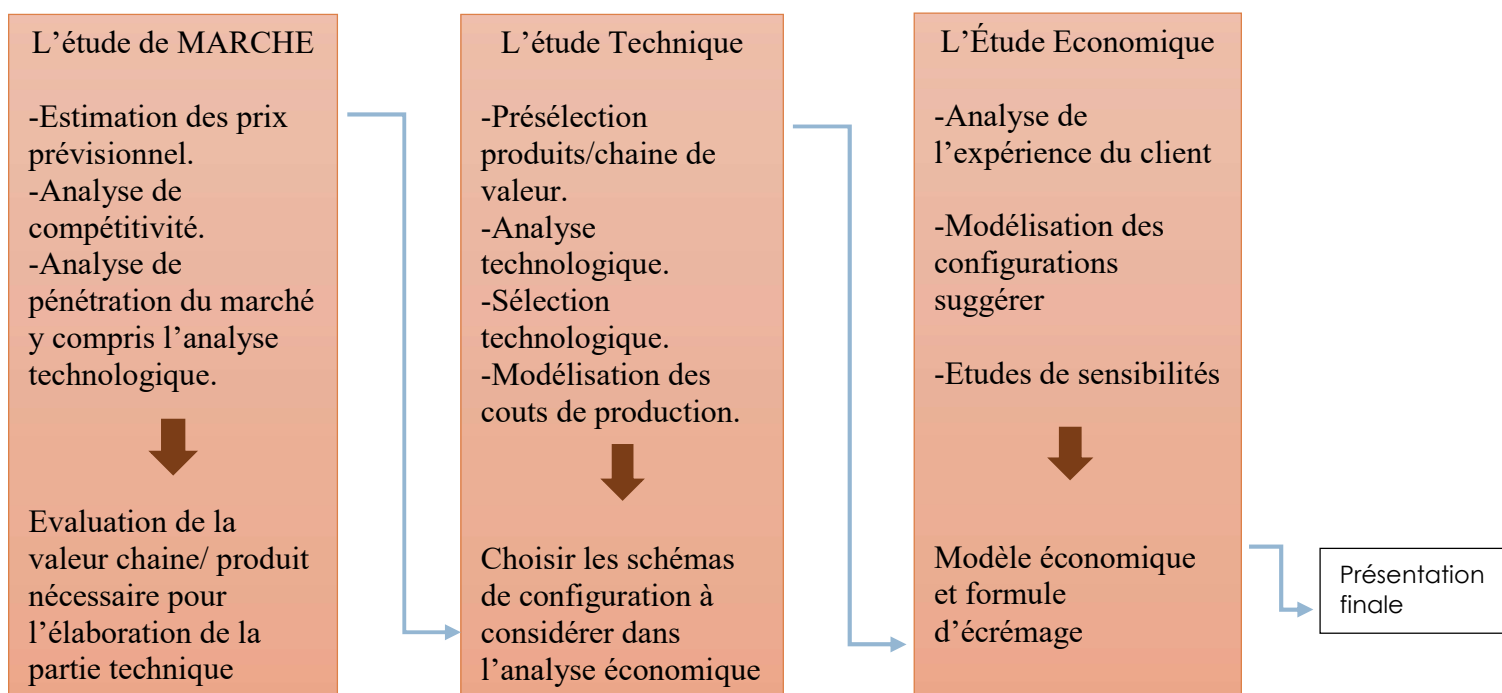 L’étude de MARCHE
-Estimation des prix
prévisionnel.
-Analyse de
compétitivité.
-Analyse de
pénétration du marché
y compris l’analyse
technologique.
Evaluation de la
valeur chaine/ produit
nécessaire pour
l’élaboration de la
partie technique
L’étude Technique
-Présélection
produits/chaine de
valeur.
-Analyse
technologique.
-Sélection
technologique.
-Modélisation des
couts de production.
Choisir les schémas
de configuration à
considérer dans
l’analyse économique
L’Étude Economique
-Analyse de
l’expérience du client
-Modélisation des
configurations
suggérer
-Etudes de sensibilités
Modèle économique
et formule
d’écrémage
Présentation
finale